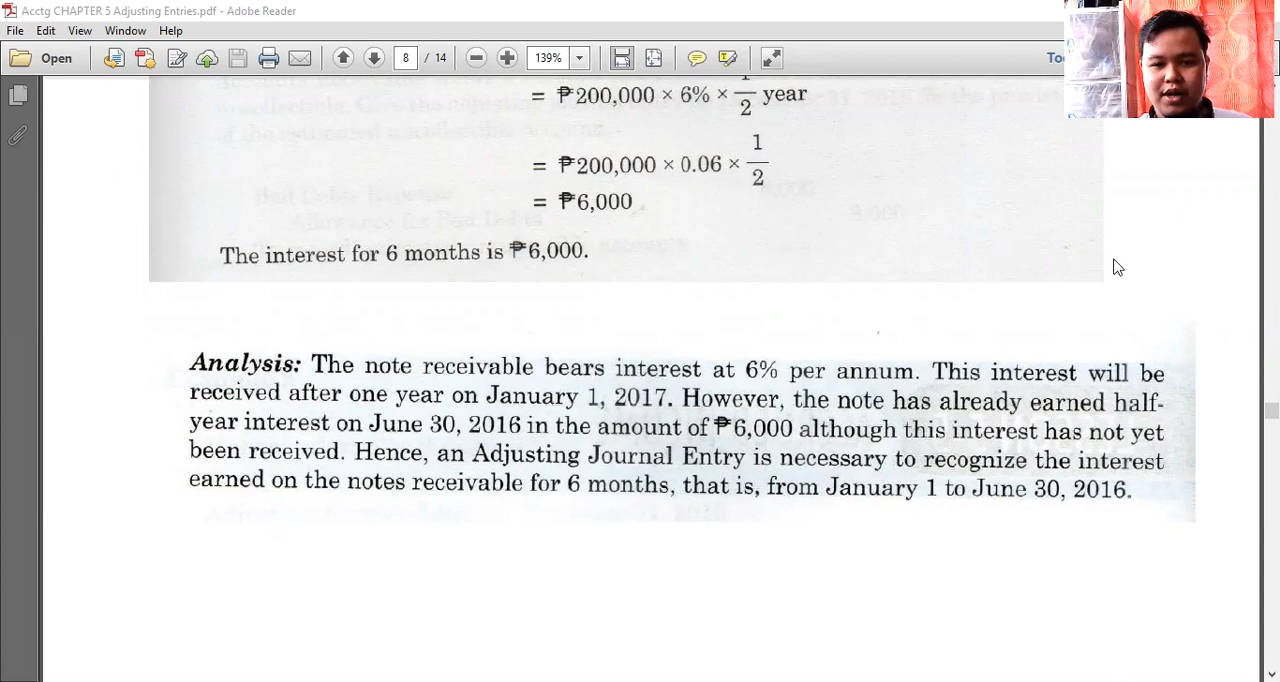 Acctg CHAPTER 5 Adjusting Entries.pdf - Adobe Reader
File Edit View Window Help
Open 8 / 14 139% Too
= ₱200,000 × 6% × 1/2 year
= ₱200,000 × 0.06 × 1/2
= ₱6,000
The interest for 6 months is ₱6,000.
Analysis: The note receivable bears interest at 6% per annum. This interest will be
received after one year on January 1, 2017. However, the note has already earned half-
year interest on June 30, 2016 in the amount of ₱6,000 although this interest has not yet
been received. Hence, an Adjusting Journal Entry is necessary to recognize the interest
earned on the notes receivable for 6 months, that is, from January 1 to June 30, 2016.